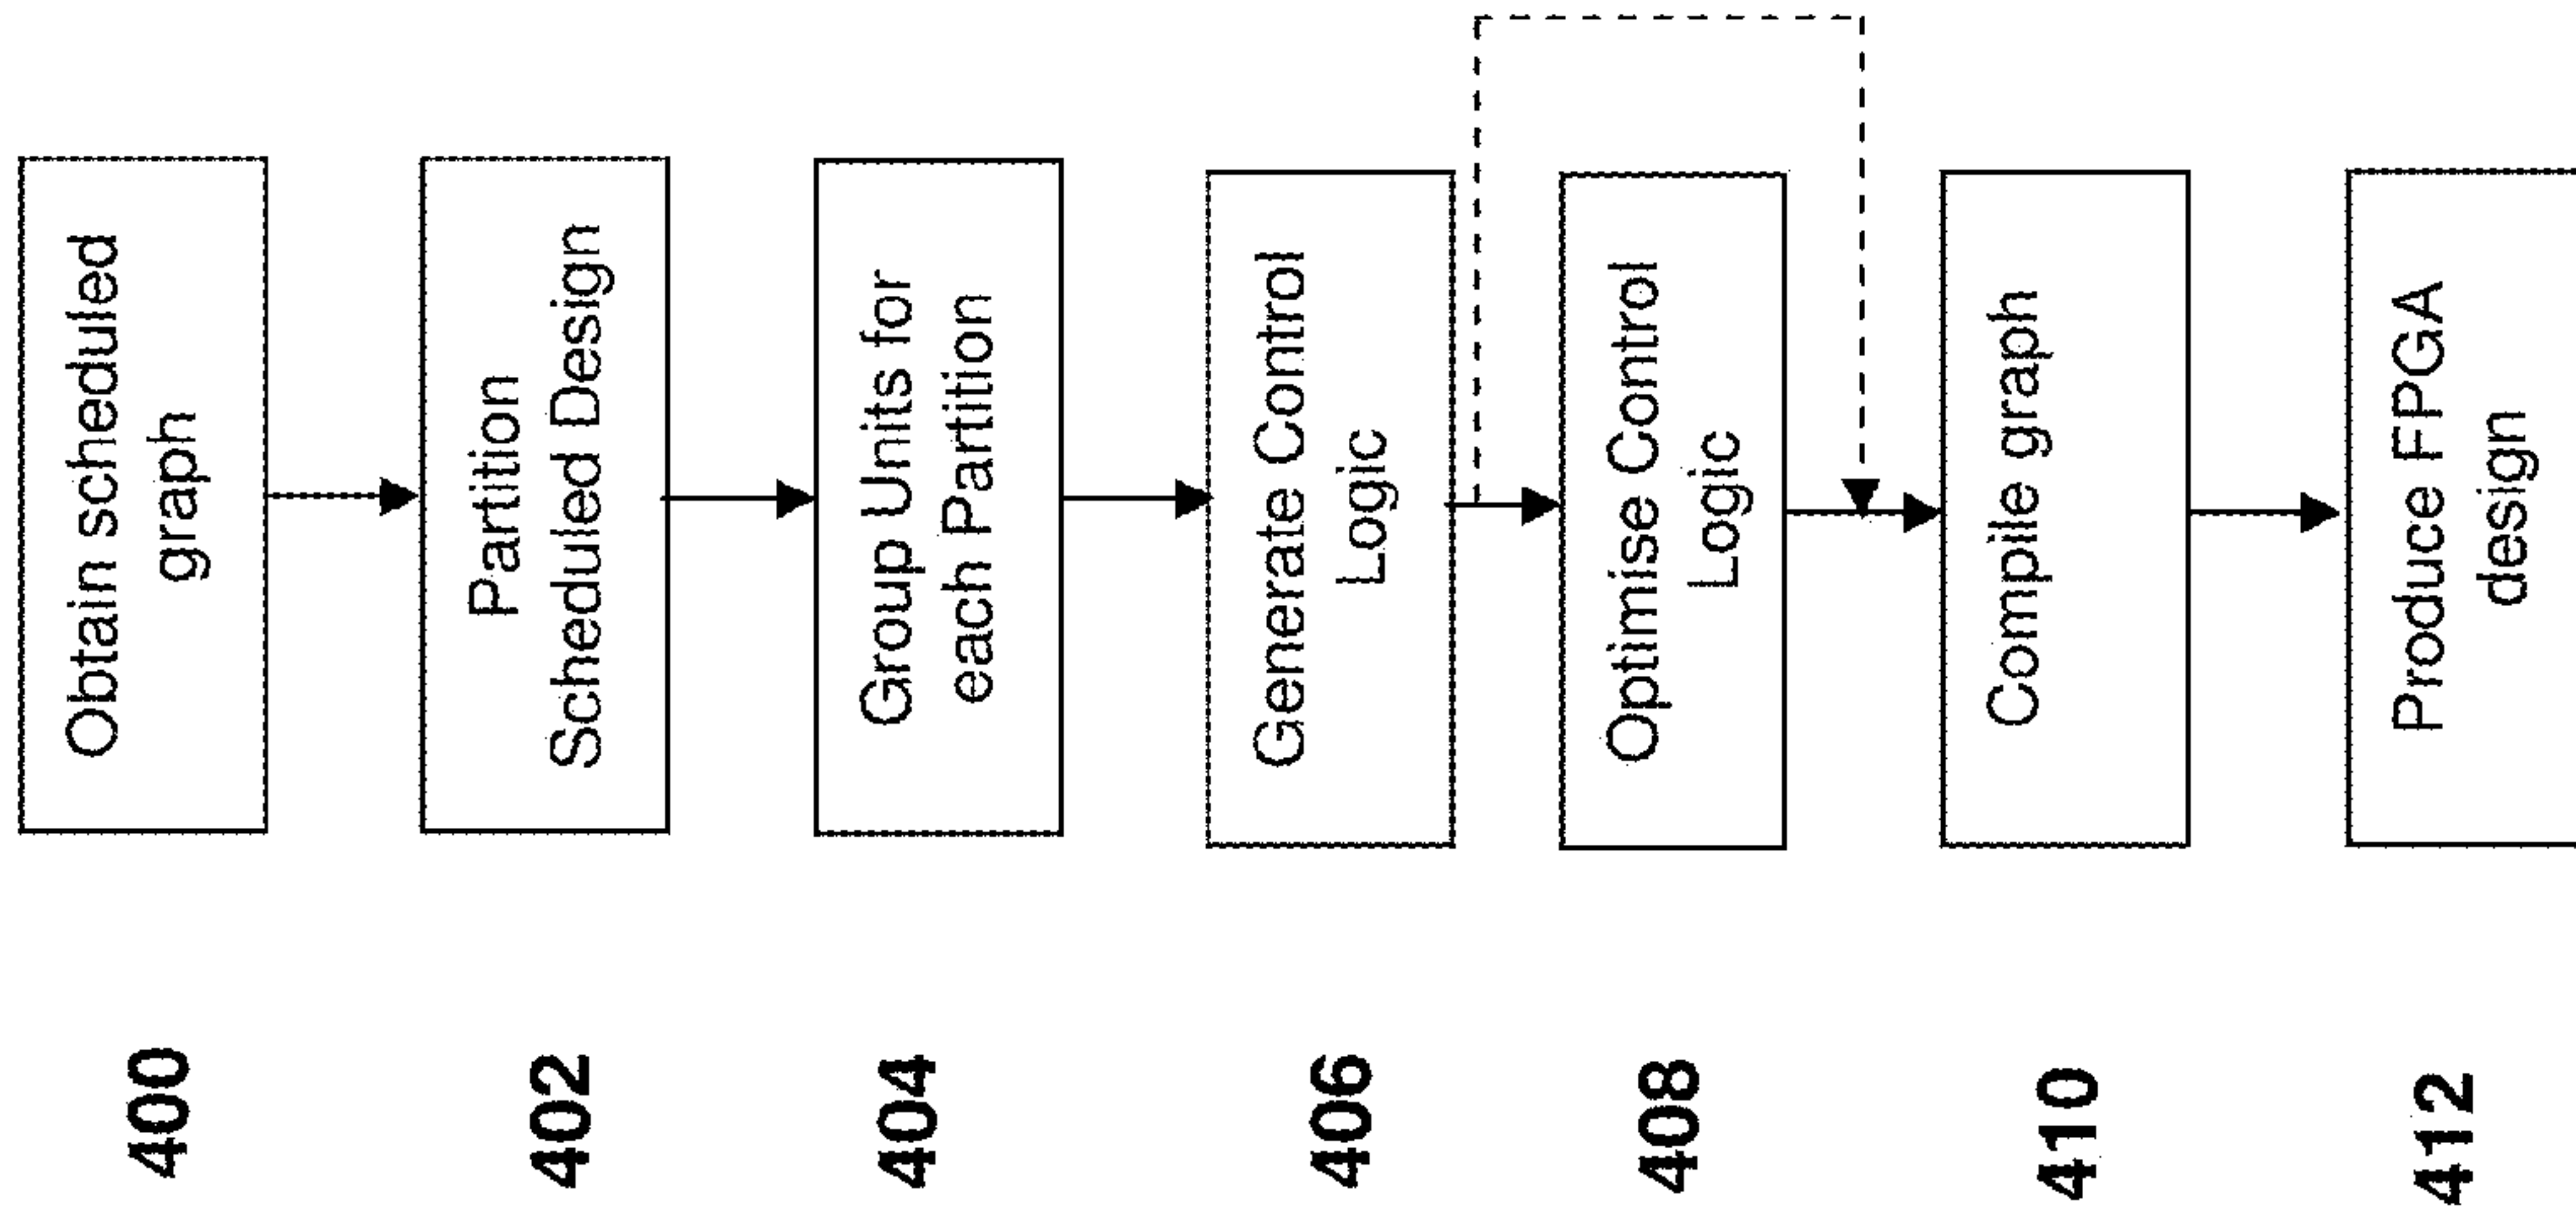 400
Obtain scheduled
graph
402
Partition
Scheduled Design
404
Group Units for
each Partition
406
Generate Control
Logic
408
Optimise Control
Logic
410
Compile graph
412
Produce FPGA
design